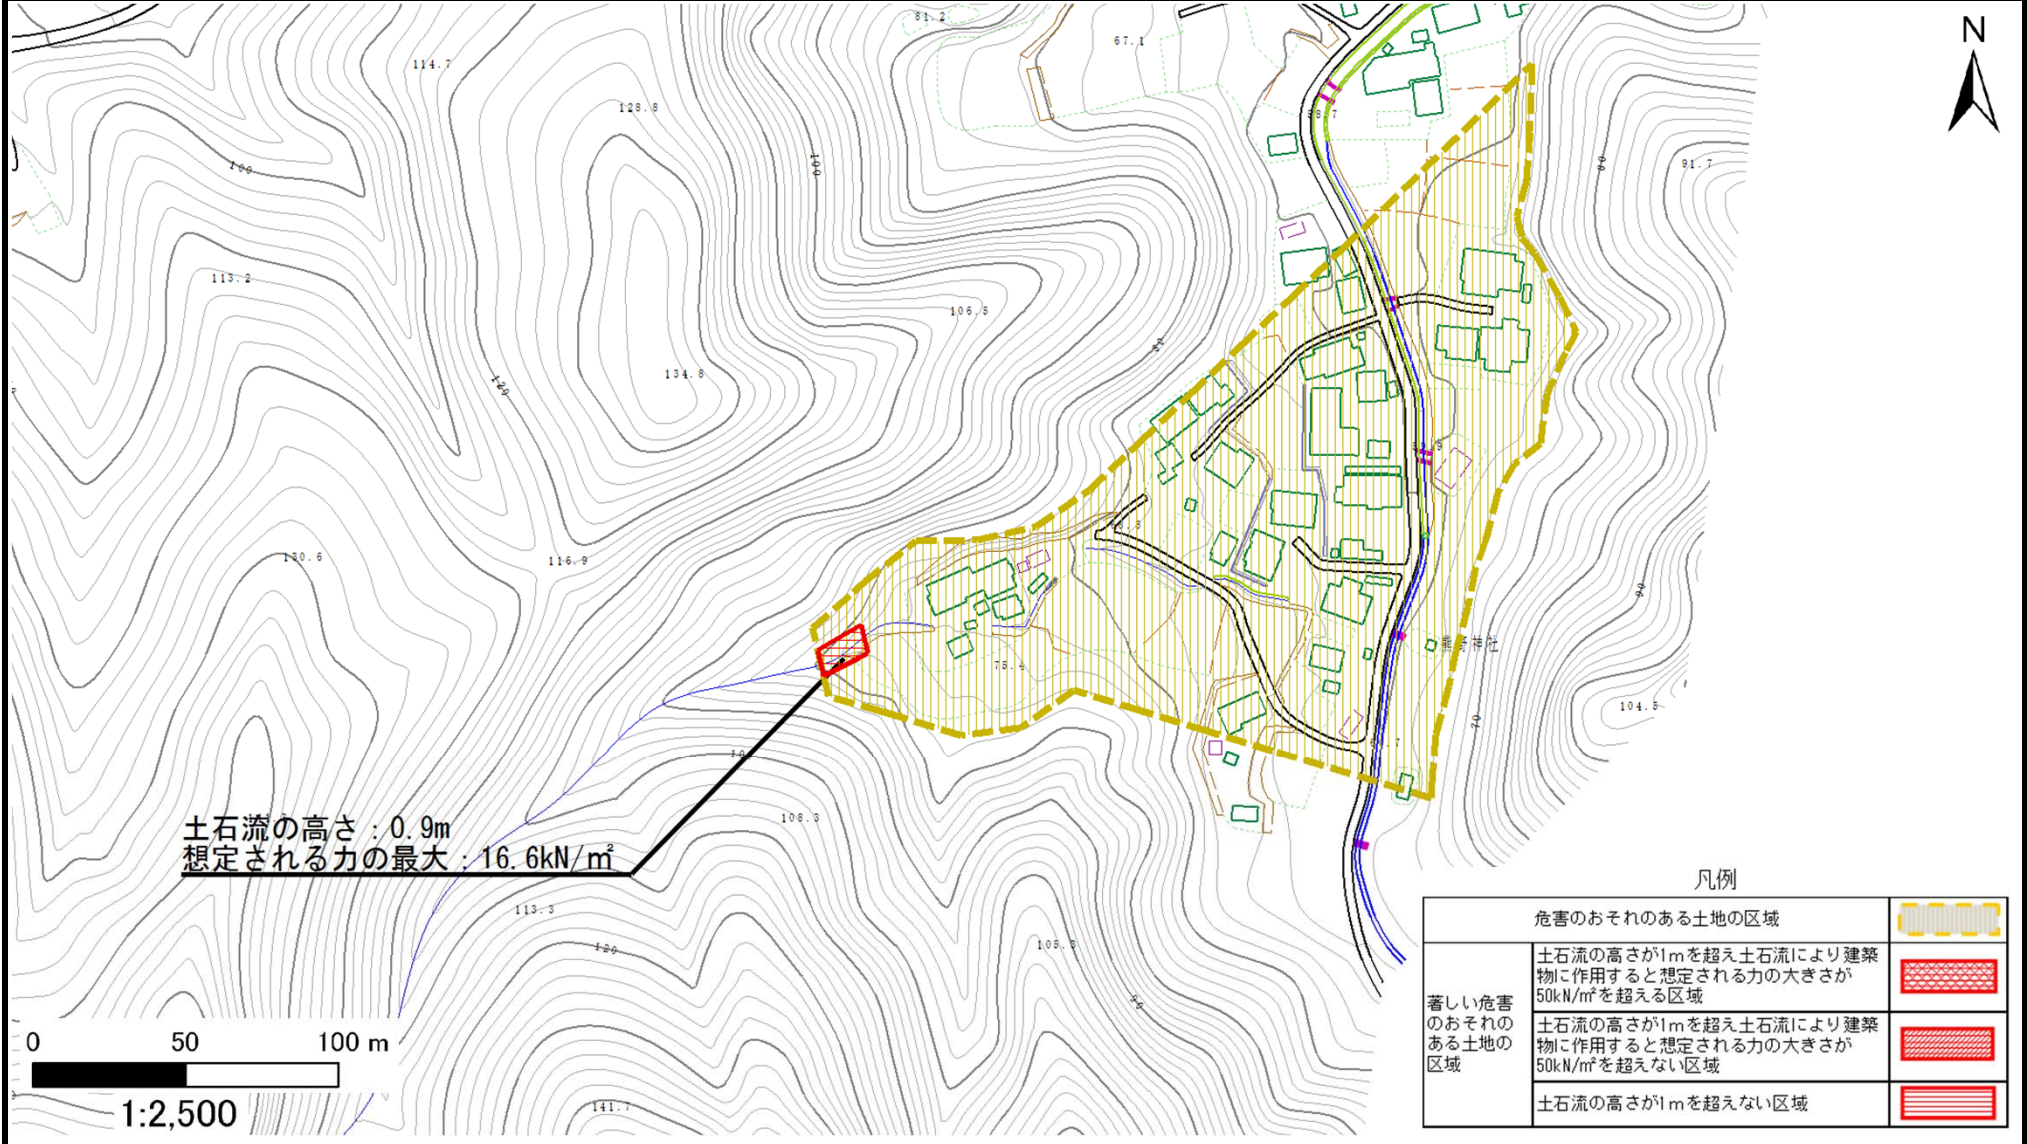 81.2
67.1
N
114.7
128.8
58.7
100
100
80
91.7
113.2
106.5
134.8
120
130.6
116.9
75.4
90
熊野神社
104.5
70
土石流の高さ:0.9m
想定される力の最大:16.6kN/㎡
108.3
113.3
120
105.3
141.7
0 50 100 m
1:2,500
凡例
危害のおそれのある土地の区域
著しい危害
のおそれの
ある土地の
区域
土石流の高さが1mを超え土石流により建築
物に作用すると想定される力の大きさが
50kN/㎡を超える区域
土石流の高さが1mを超え土石流により建築
物に作用すると想定される力の大きさが
50kN/㎡を超えない区域
土石流の高さが1mを超えない区域